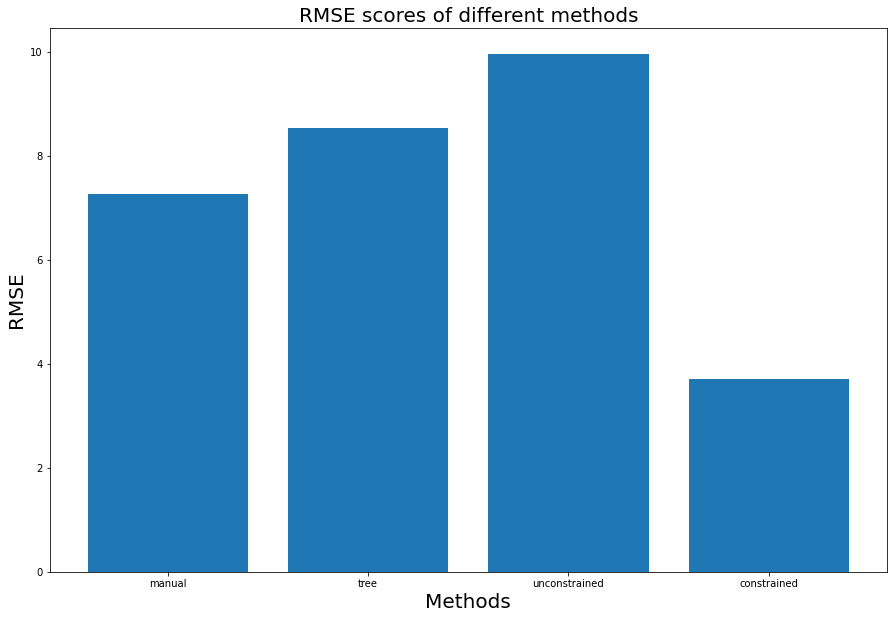 RMSE scores of different methods
10
8
6
4
2
0
RMSE
manual tree unconstrained constrained
Methods